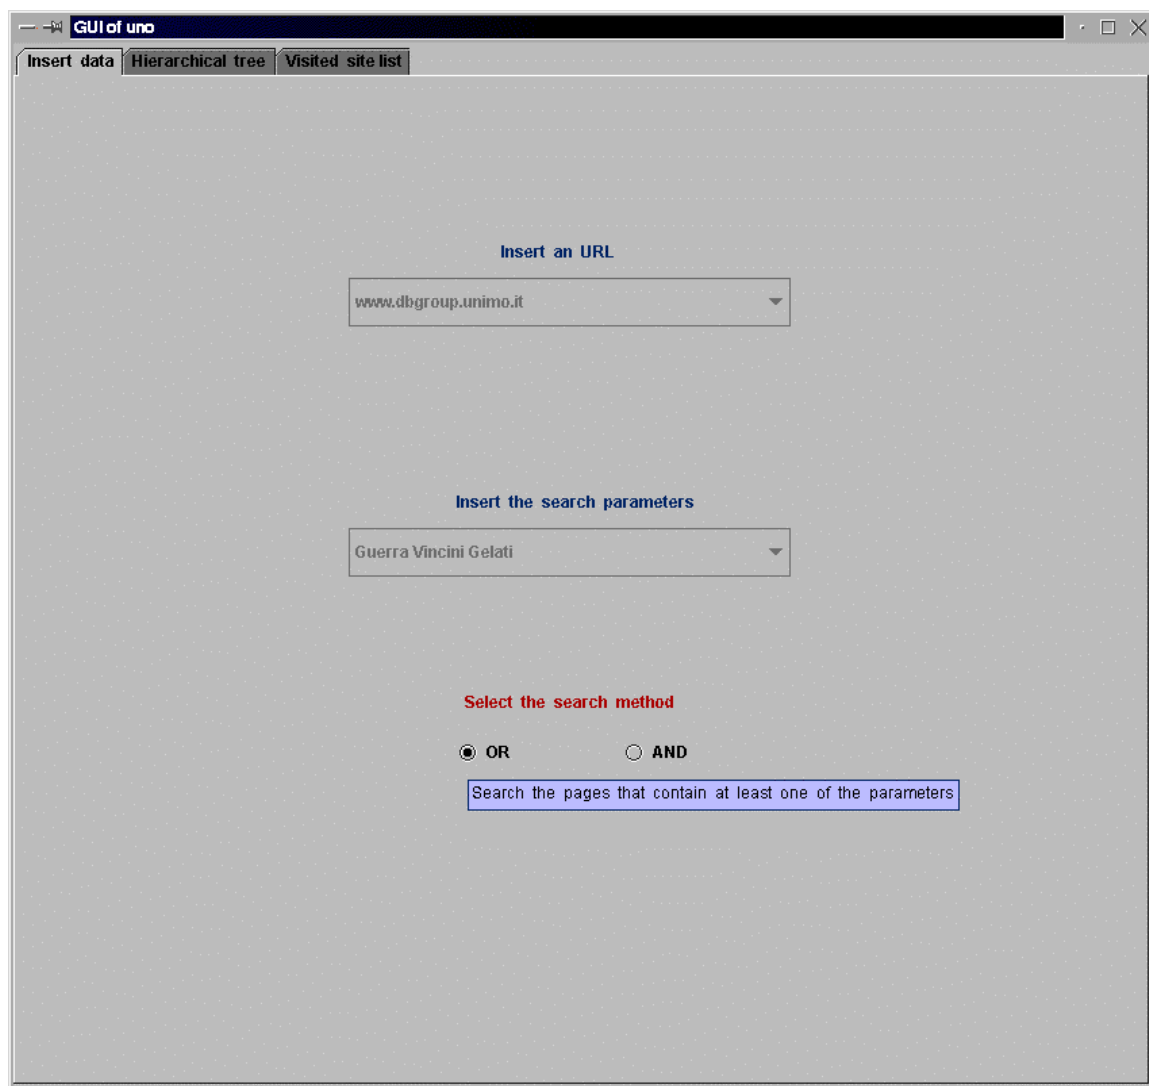 GUI of uno
Insert data Hierarchical tree Visited site list
Insert an URL
www.dbgroup.unimo.it
Insert the search parameters
Guerra Vincini Gelati
Select the search method
OR AND
Search the pages that contain at least one of the parameters